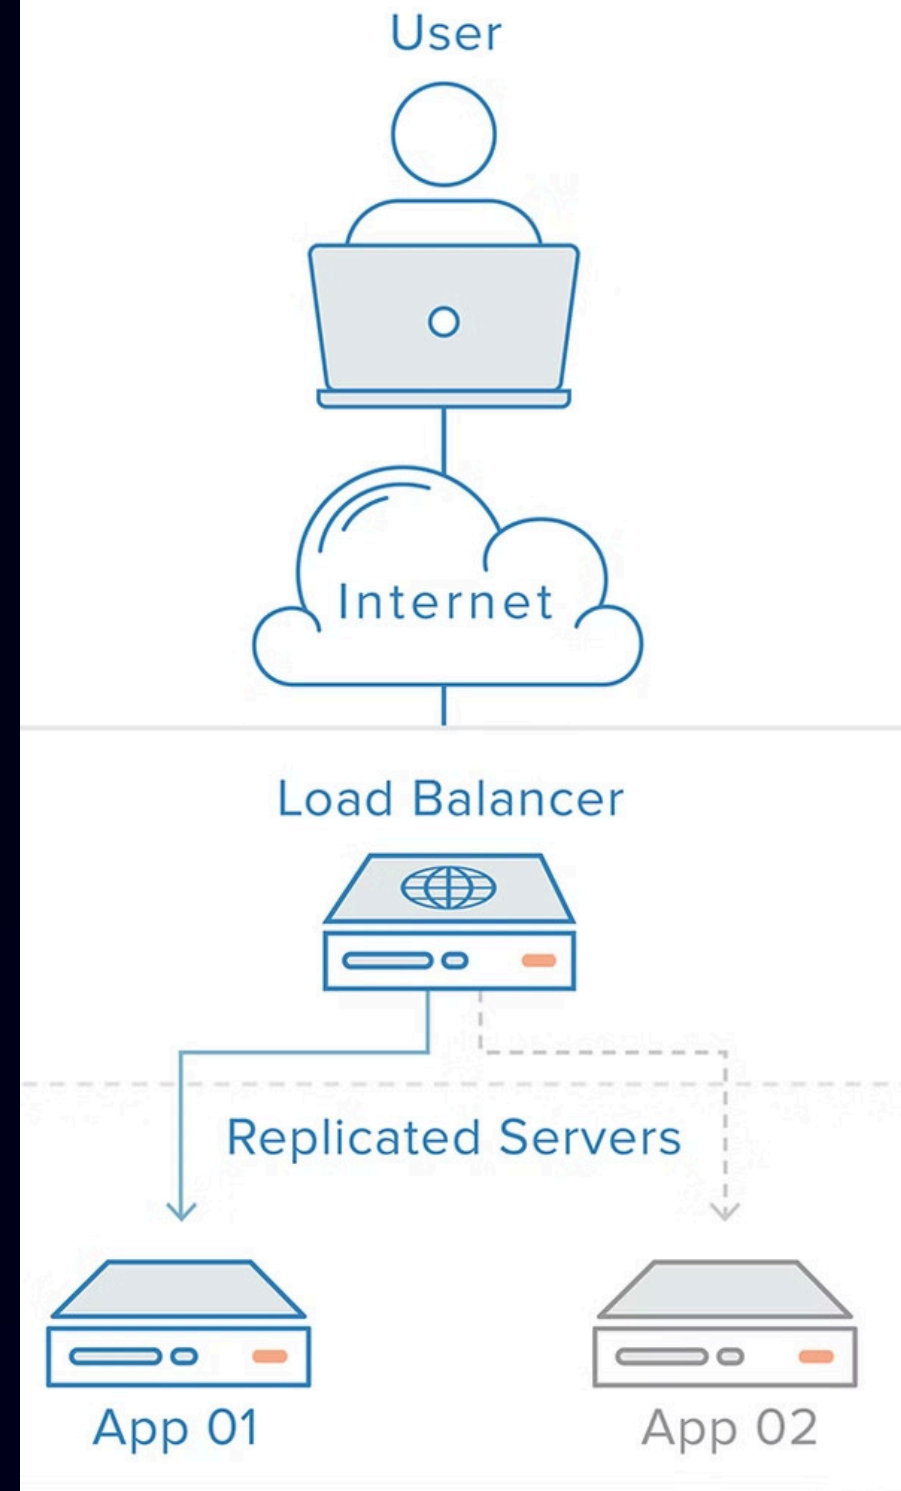 User
Internet
Load Balancer
Replicated Servers
App 01
App 02